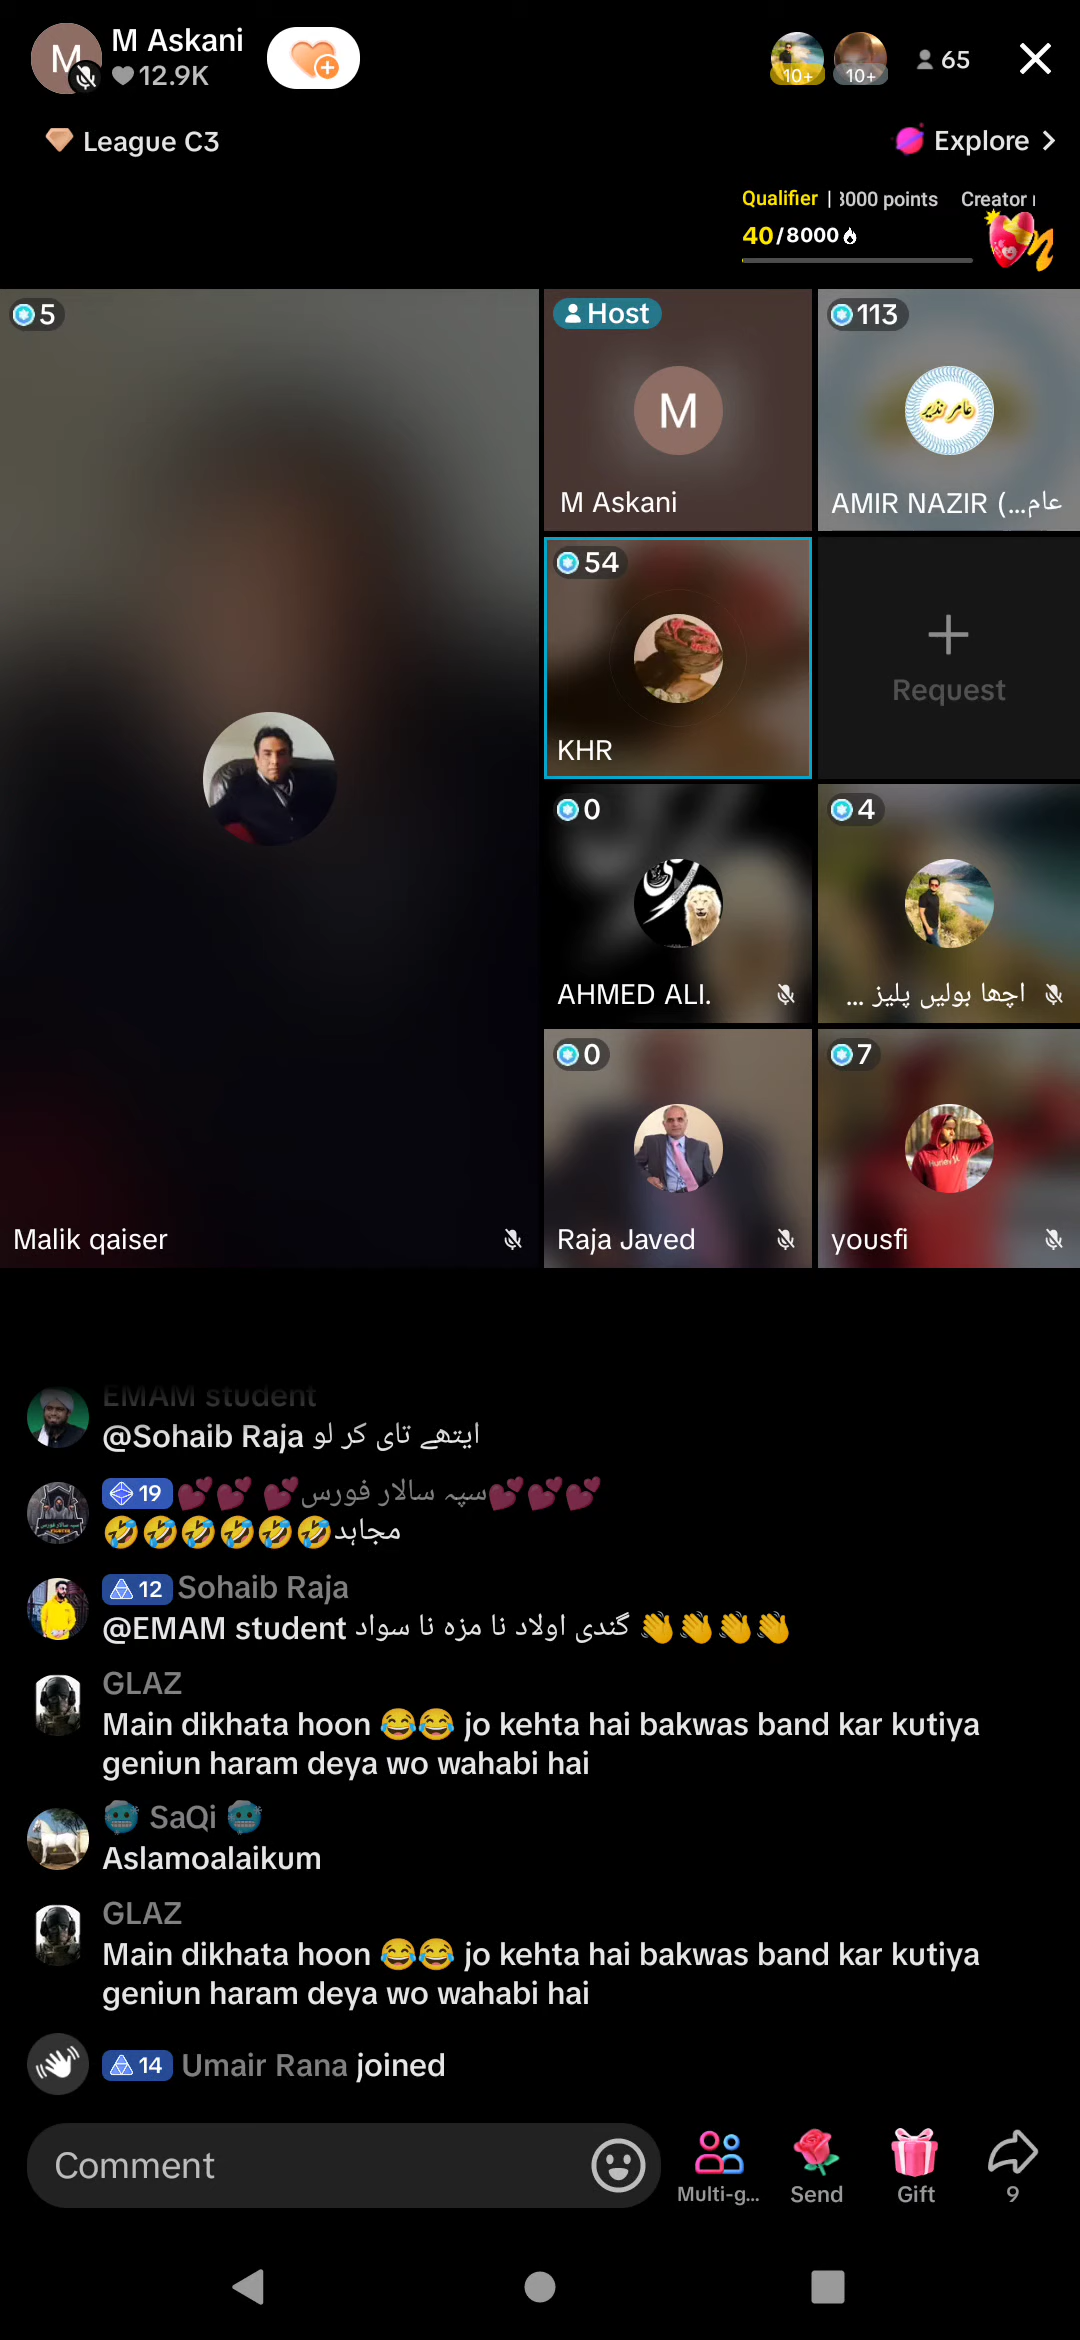 M
M Askani
12.9K
10+
10+
65
League C3
Explore
Qualifier | 3000 points Creator
40/8000
5
Host
M
M Askani
113
عامر نذیر
AMIR NAZIR (...عام
54
KHR
Request
0
AHMED ALI.
4
اچھا بولیں پلیز ...
Malik qaiser
0
Raja Javed
7
yousfi
EMAM student
@Sohaib Raja ایتھے تای کر لو
19 💕💕 💕سپہ سالار فورس💕💕💕
🤣🤣🤣🤣🤣🤣مجاہد
12 Sohaib Raja
@EMAM student گندی اولاد نا مزہ نا سواد 👋👋👋👋
GLAZ
Main dikhata hoon 😂😂 jo kehta hai bakwas band kar kutiya
geniun haram deya wo wahabi hai
🥶 SaQi 🥶
Aslamoalaikum
GLAZ
Main dikhata hoon 😂😂 jo kehta hai bakwas band kar kutiya
geniun haram deya wo wahabi hai
14 Umair Rana joined
Comment
Multi-g...
Send
Gift
9